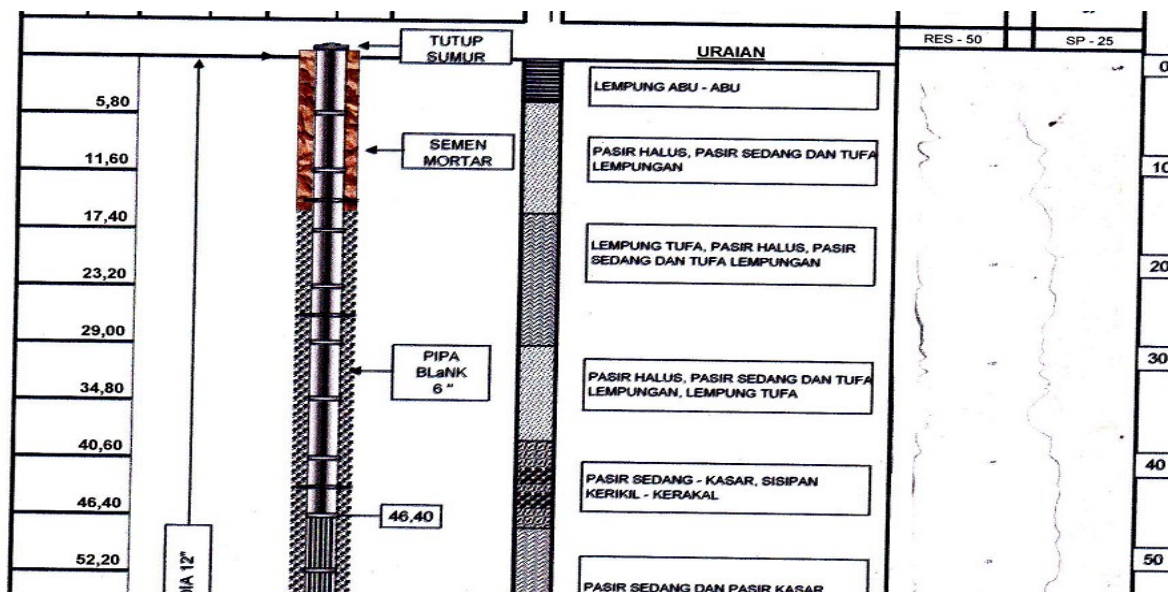 TUTUP
SUMUR
URAIAN
RES - 50
SP - 25
0
LEMPUNG ABU - ABU
5,80
SEMEN
MORTAR
PASIR HALUS, PASIR SEDANG DAN TUFA
LEMPUNGAN
11,60
10
17,40
LEMPUNG TUFA, PASIR HALUS, PASIR
SEDANG DAN TUFA LEMPUNGAN
20
23,20
29,00
30
PIPA
BLaNK
6 "
PASIR HALUS, PASIR SEDANG DAN TUFA
LEMPUNGAN, LEMPUNG TUFA
34,80
40,60
40
PASIR SEDANG - KASAR, SISIPAN
KERIKIL - KERAKAL
46,40
46,40
52,20
50
DIA 12"
PASIR SEDANG DAN PASIR KASAR